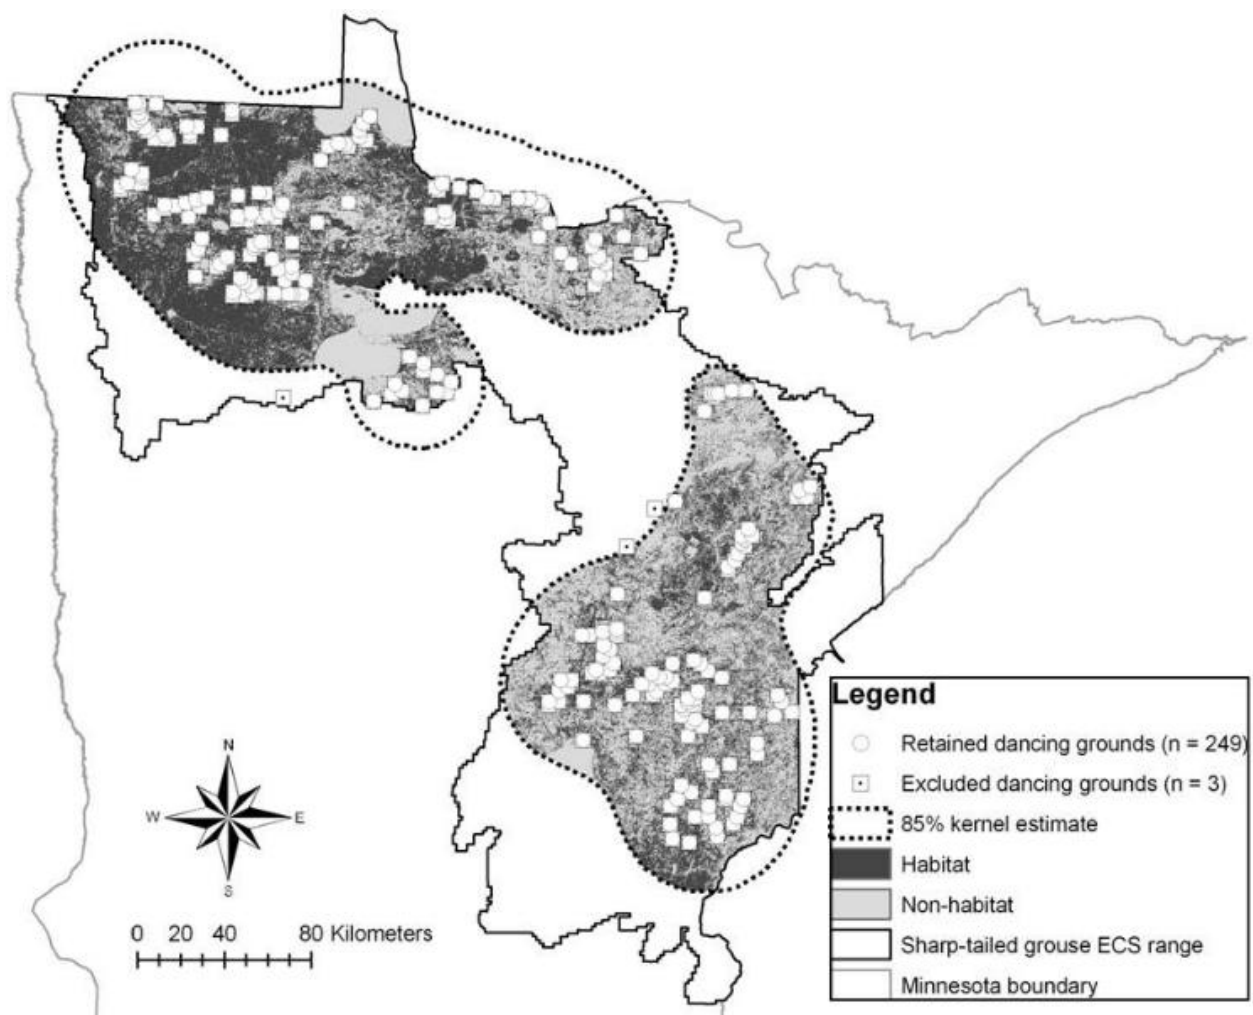 Legend
Retained dancing grounds (n = 249)
Excluded dancing grounds (n = 3)
85% kernel estimate
Habitat
Non-habitat
Sharp-tailed grouse ECS range
Minnesota boundary
N
W E
S
0 20 40 80 Kilometers